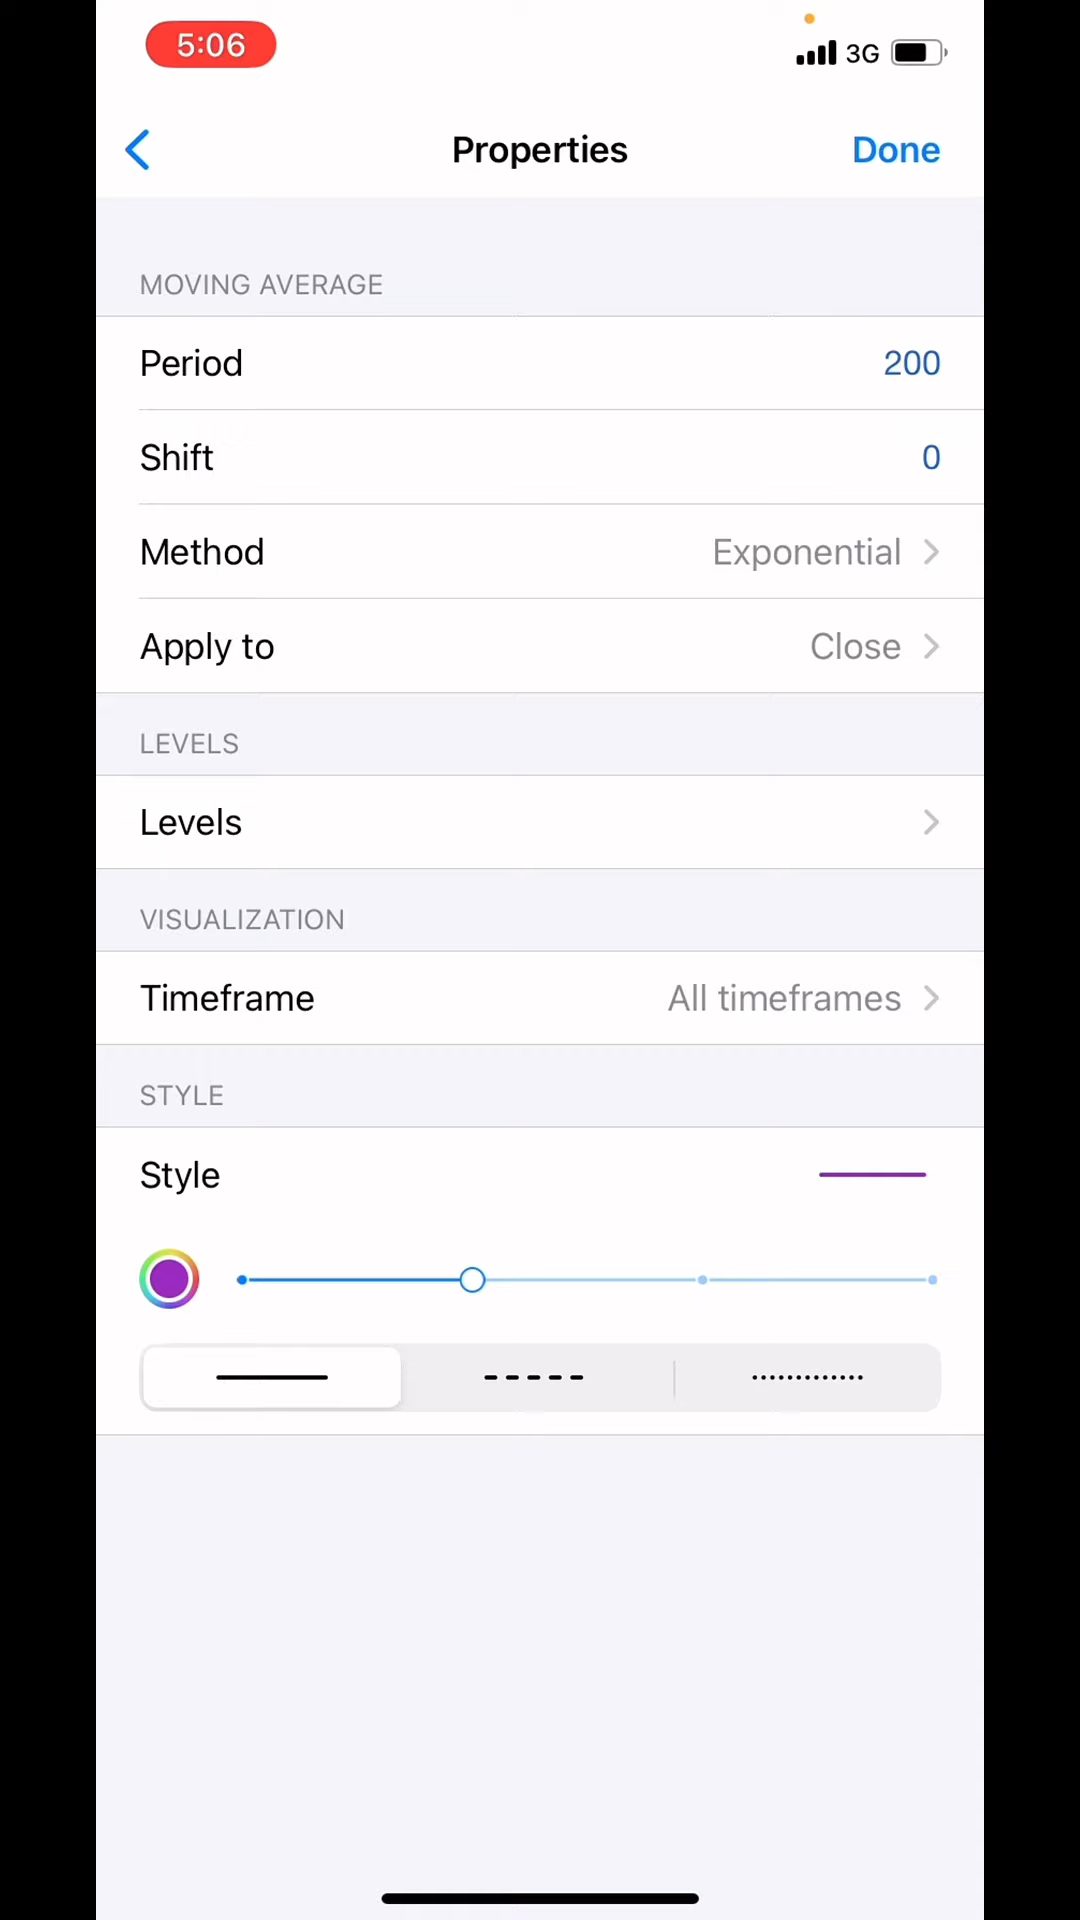 5:06
3G
Properties
Done
MOVING AVERAGE
Period 200
Shift 0
Method Exponential
Apply to Close
LEVELS
Levels
VISUALIZATION
Timeframe All timeframes
STYLE
Style